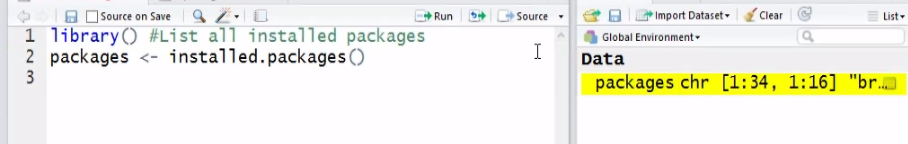 Source on Save
Run
Source
Import Dataset
Clear
List
1 library() #List all installed packages
2 packages <- installed.packages()
3
Global Environment
Data
packages chr [1:34, 1:16] "br...